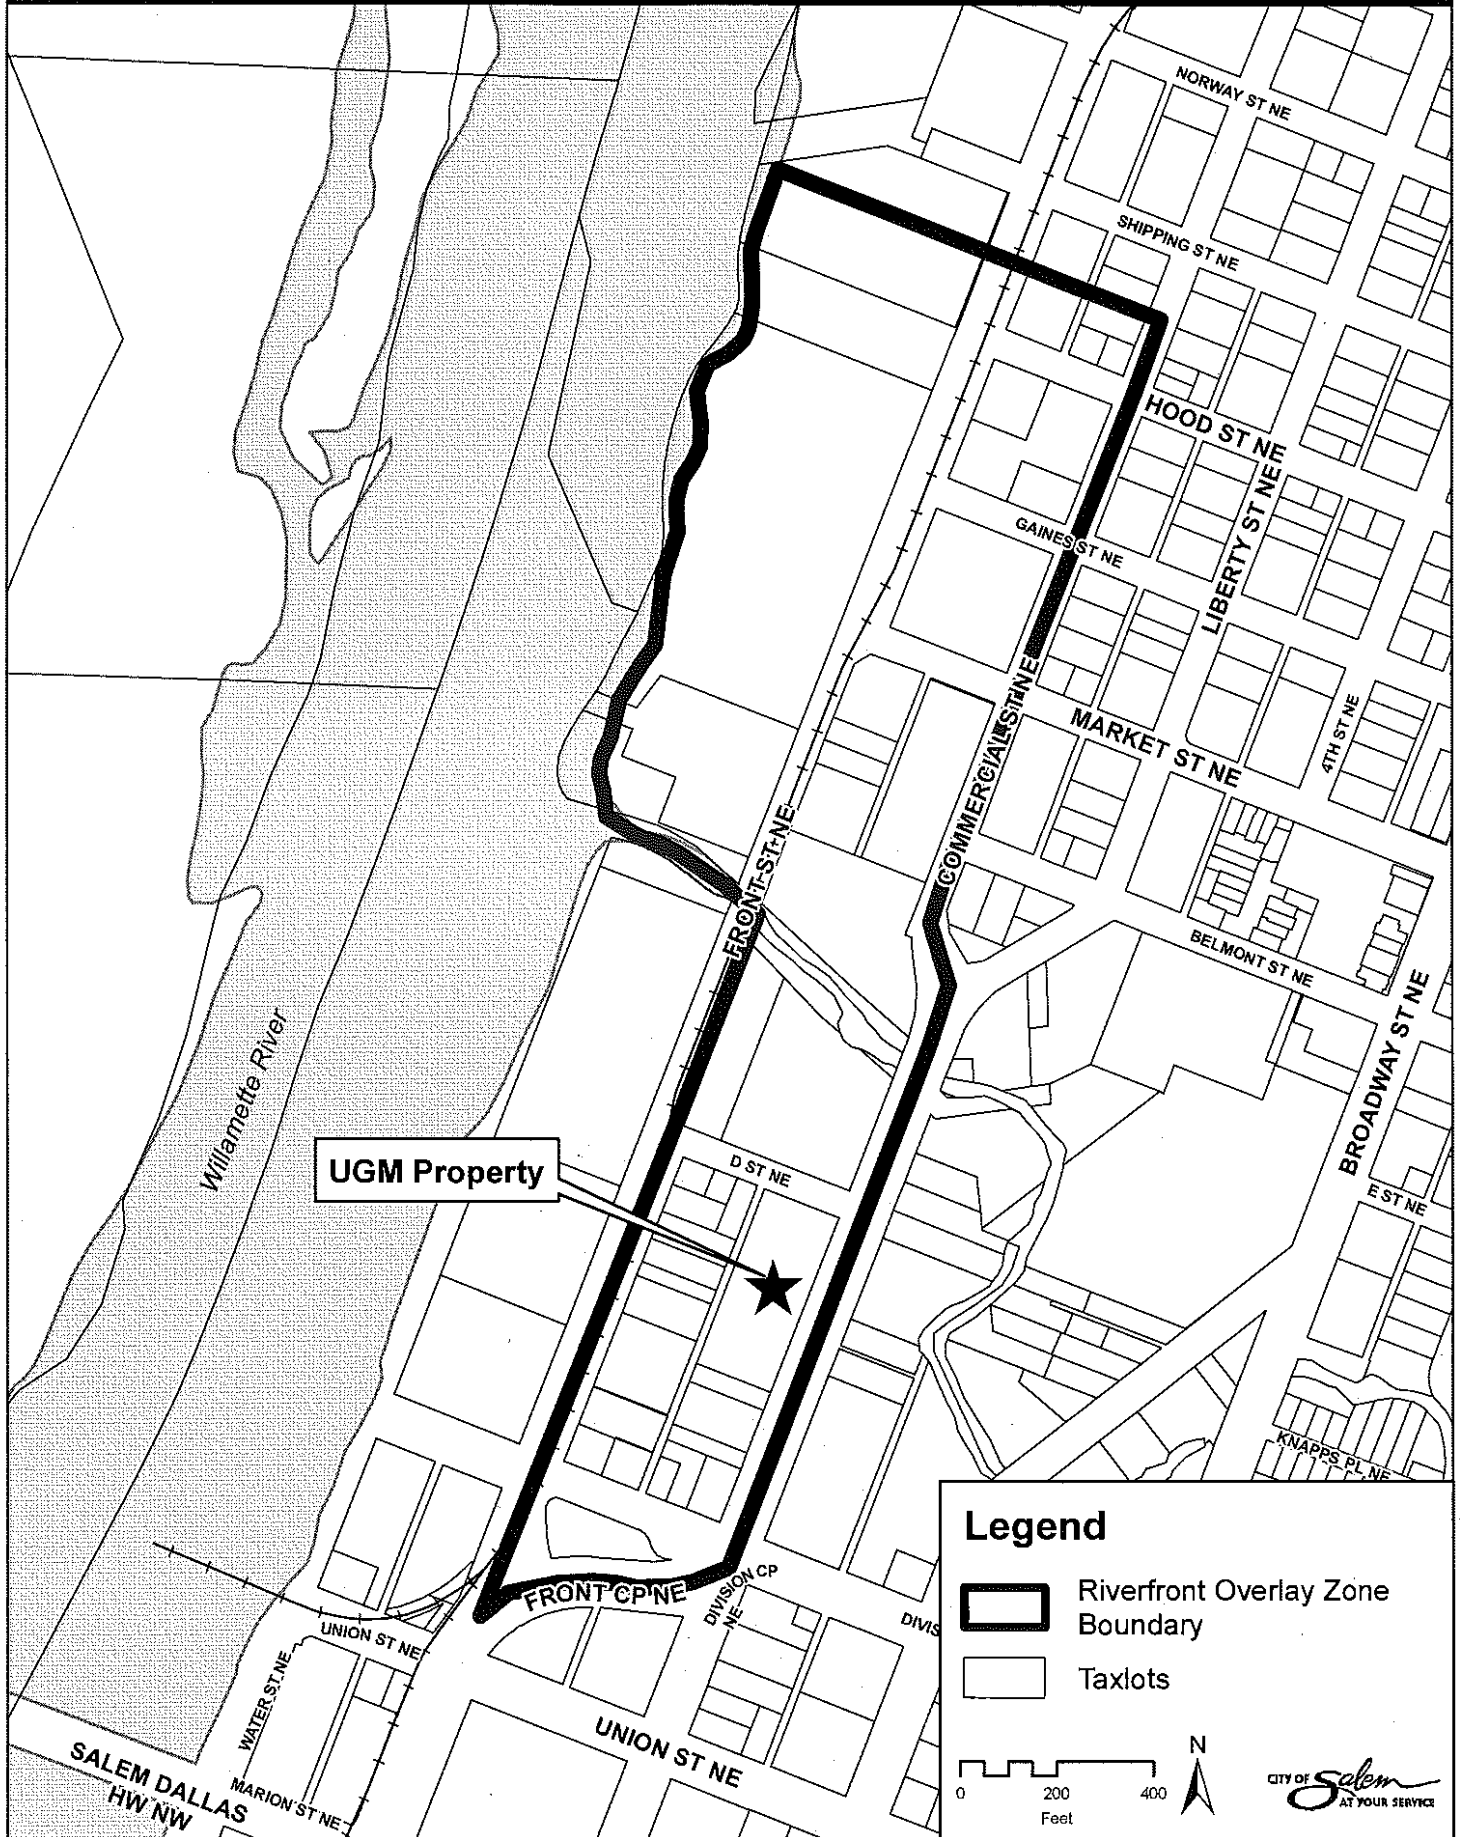 NORWAY ST NE
SHIPPING ST NE
HOOD ST NE
LIBERTY ST NE
GAINES ST NE
COMMERCIAL ST NE
MARKET ST NE
4TH ST NE
FRONT ST NE
BELMONT ST NE
BROADWAY ST NE
Willamette River
UGM Property
D ST NE
E ST NE
KNAPPS PL NE
FRONT CP NE
DIVISION CP
NE
DIVIS
UNION ST NE
WATER ST NE
UNION ST NE
SALEM DALLAS
HW NW
MARION ST NE
Legend
Riverfront Overlay Zone
Boundary
Taxlots
0 200 400
Feet
N
CITY OF Salem
AT YOUR SERVICE